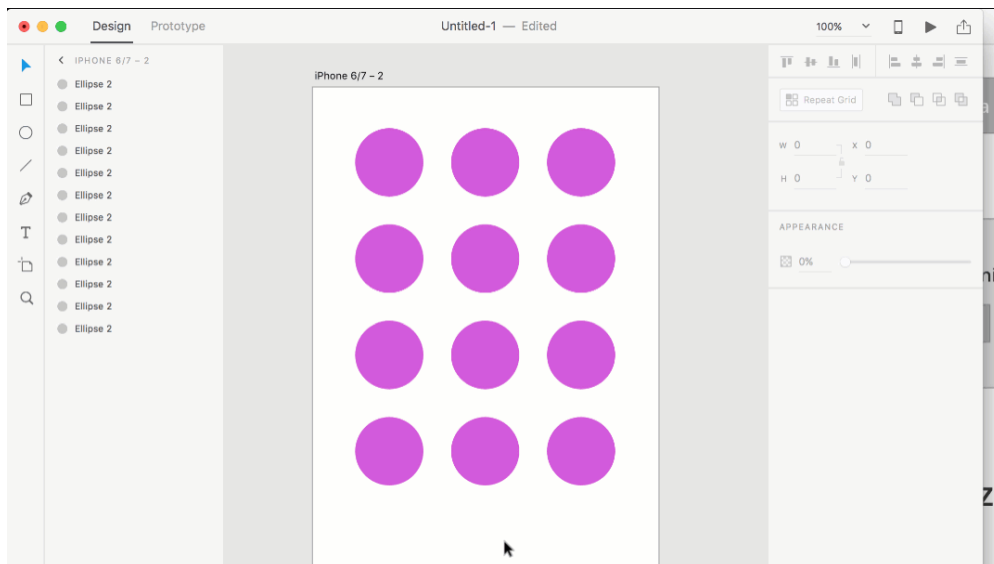 Design Prototype Untitled-1 — Edited 100%
IPHONE 6/7 – 2
Ellipse 2
Ellipse 2
Ellipse 2
Ellipse 2
Ellipse 2
Ellipse 2
Ellipse 2
Ellipse 2
Ellipse 2
Ellipse 2
Ellipse 2
Ellipse 2
iPhone 6/7 – 2
Repeat Grid
W 0 X 0
H 0 Y 0
APPEARANCE
0%